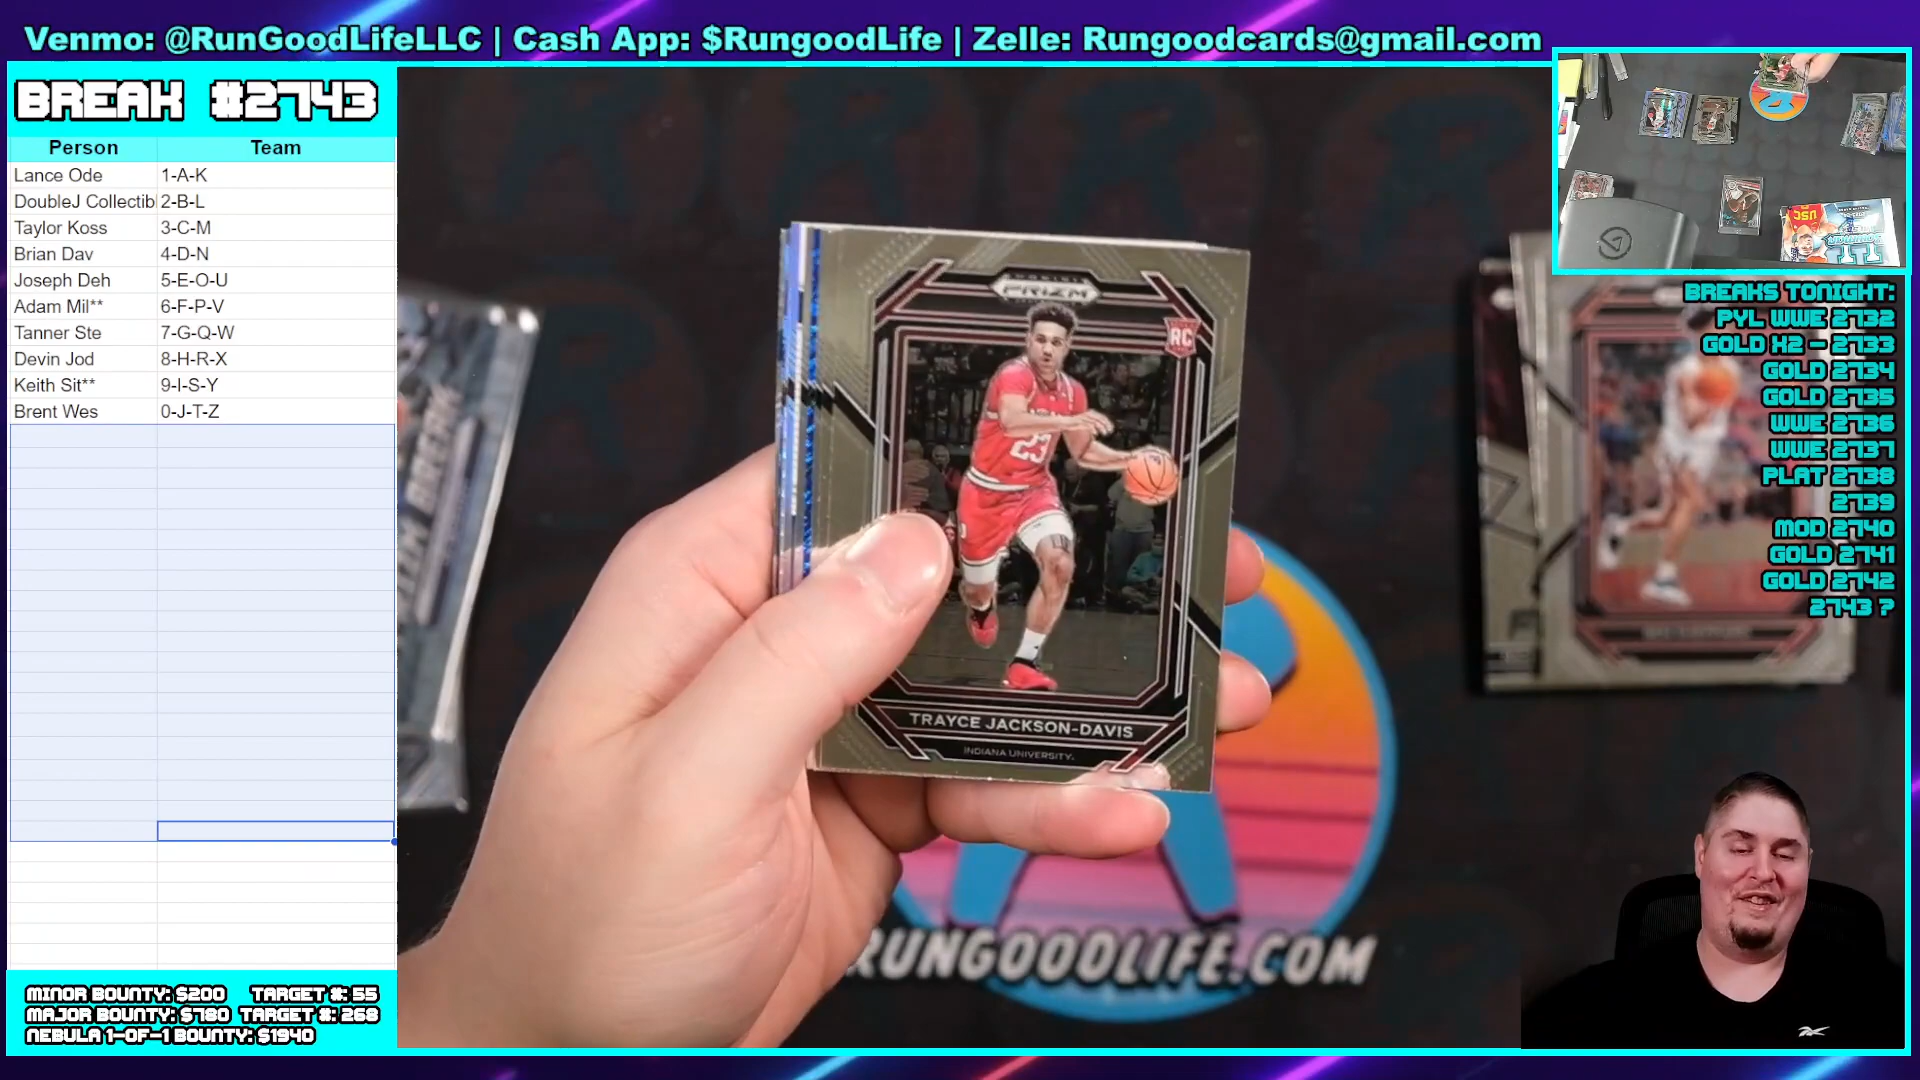 Venmo: @RunGoodLifeLLC | Cash App: $RungoodLife | Zelle: Rungoodcards@gmail.com
BREAK #2743
Person Team
Lance Ode 1-A-K
DoubleJ Collectib 2-B-L
Taylor Koss 3-C-M
Brian Dav 4-D-N
Joseph Deh 5-E-O-U
Adam Mil** 6-F-P-V
Tanner Ste 7-G-Q-W
Devin Jod 8-H-R-X
Keith Sit** 9-I-S-Y
Brent Wes 0-J-T-Z
MINOR BOUNTY: $200 TARGET #: 55
MAJOR BOUNTY: $780 TARGET #: 268
NEBULA 1-OF-1 BOUNTY: $1940
PRIZM
RC
23
TRAYCE JACKSON-DAVIS
INDIANA UNIVERSITY
RUNGOODLIFE.COM
USC
BREAKS TONIGHT:
PYL WWE 2732
GOLD X2 - 2733
GOLD 2734
GOLD 2735
WWE 2736
WWE 2737
PLAT 2738
2739
MOD 2740
GOLD 2741
GOLD 2742
2743 ?